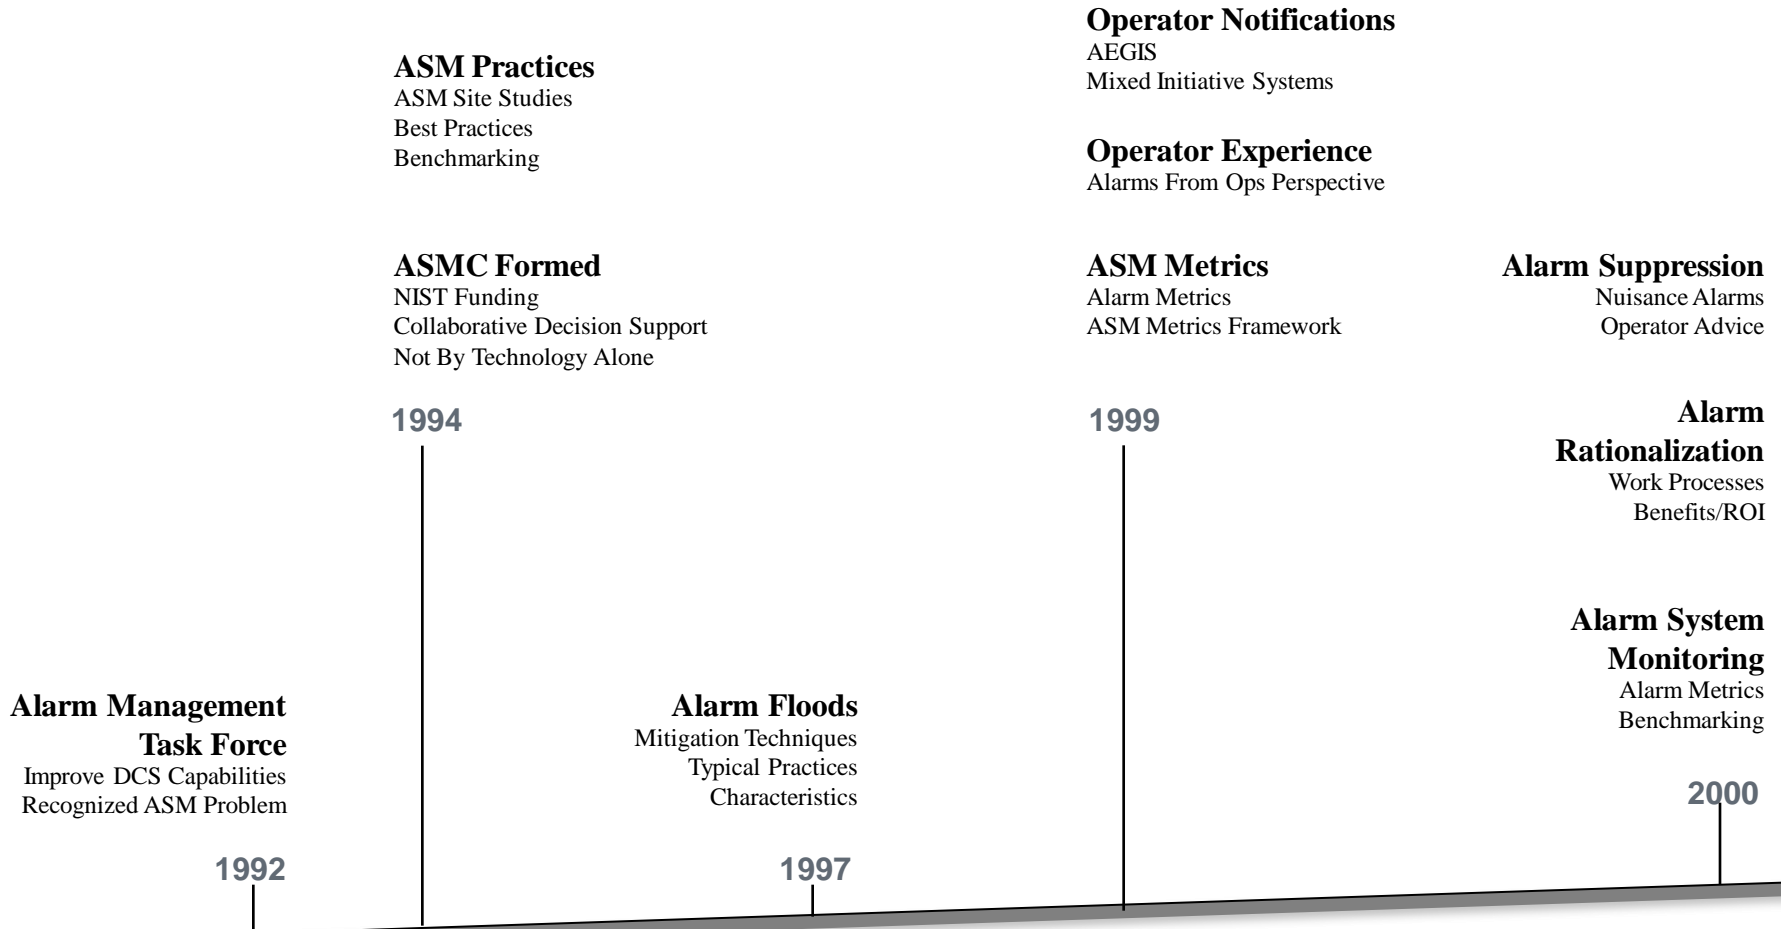 Alarm Management
Task Force
Improve DCS Capabilities
Recognized ASM Problem
1992
ASM Practices
ASM Site Studies
Best Practices
Benchmarking
ASMC Formed
NIST Funding
Collaborative Decision Support
Not By Technology Alone
1994
Alarm Floods
Mitigation Techniques
Typical Practices
Characteristics
1997
Operator Notifications
AEGIS
Mixed Initiative Systems
Operator Experience
Alarms From Ops Perspective
ASM Metrics
Alarm Metrics
ASM Metrics Framework
1999
Alarm Suppression
Nuisance Alarms
Operator Advice
Alarm
Rationalization
Work Processes
Benefits/ROI
Alarm System
Monitoring
Alarm Metrics
Benchmarking
2000